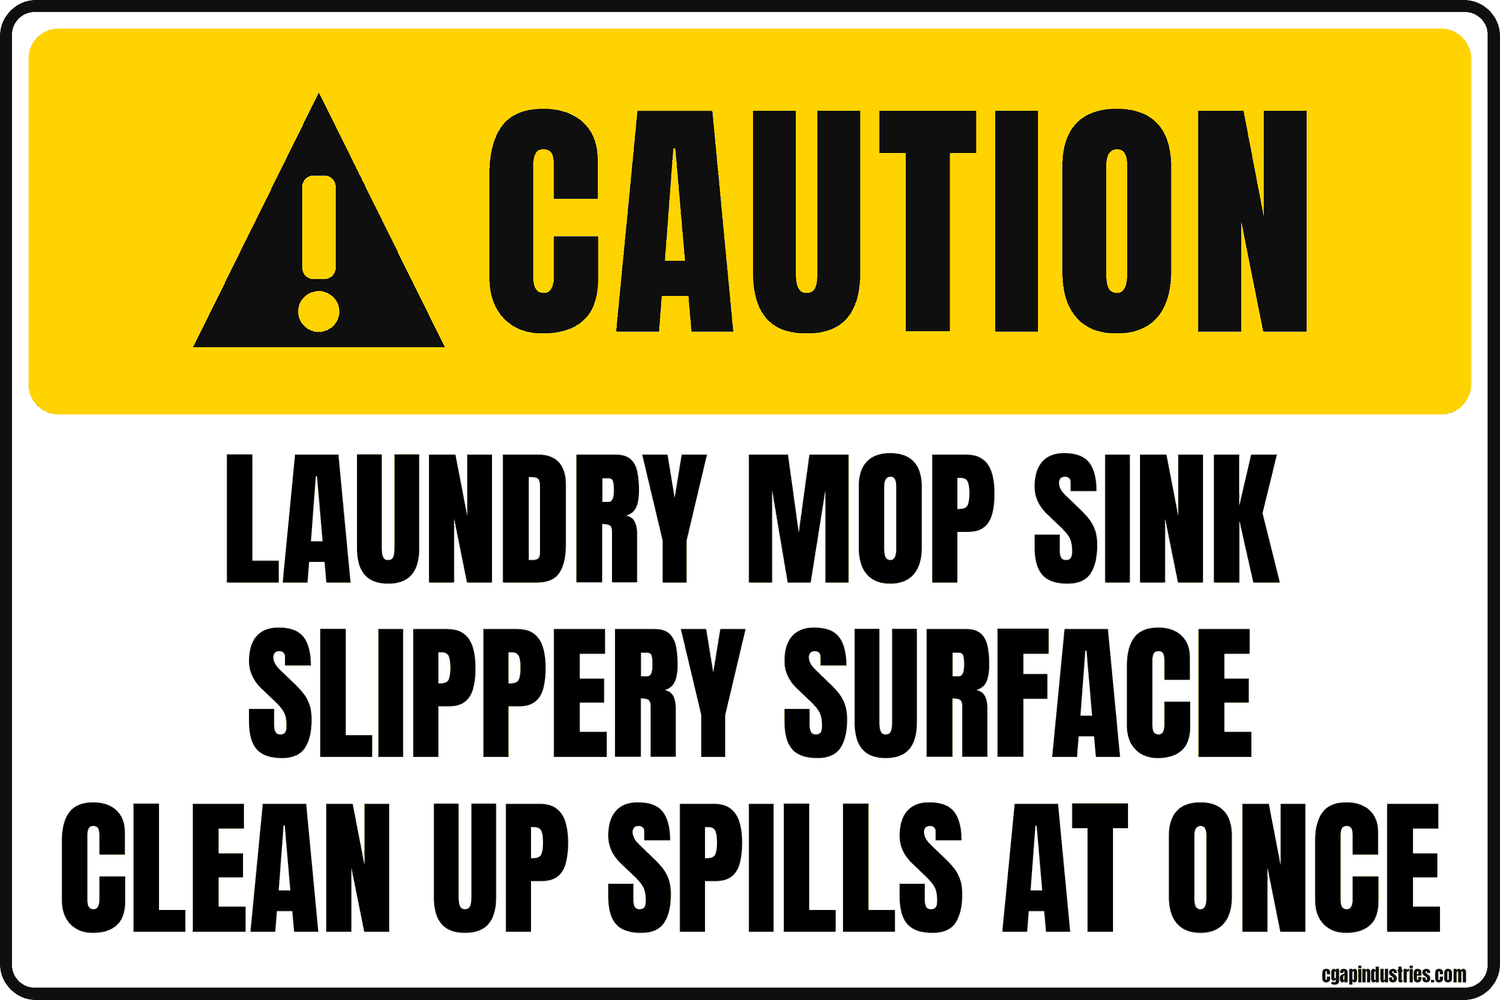 CAUTION
LAUNDRY MOP SINK
SLIPPERY SURFACE
CLEAN UP SPILLS AT ONCE
cgapindustries.com